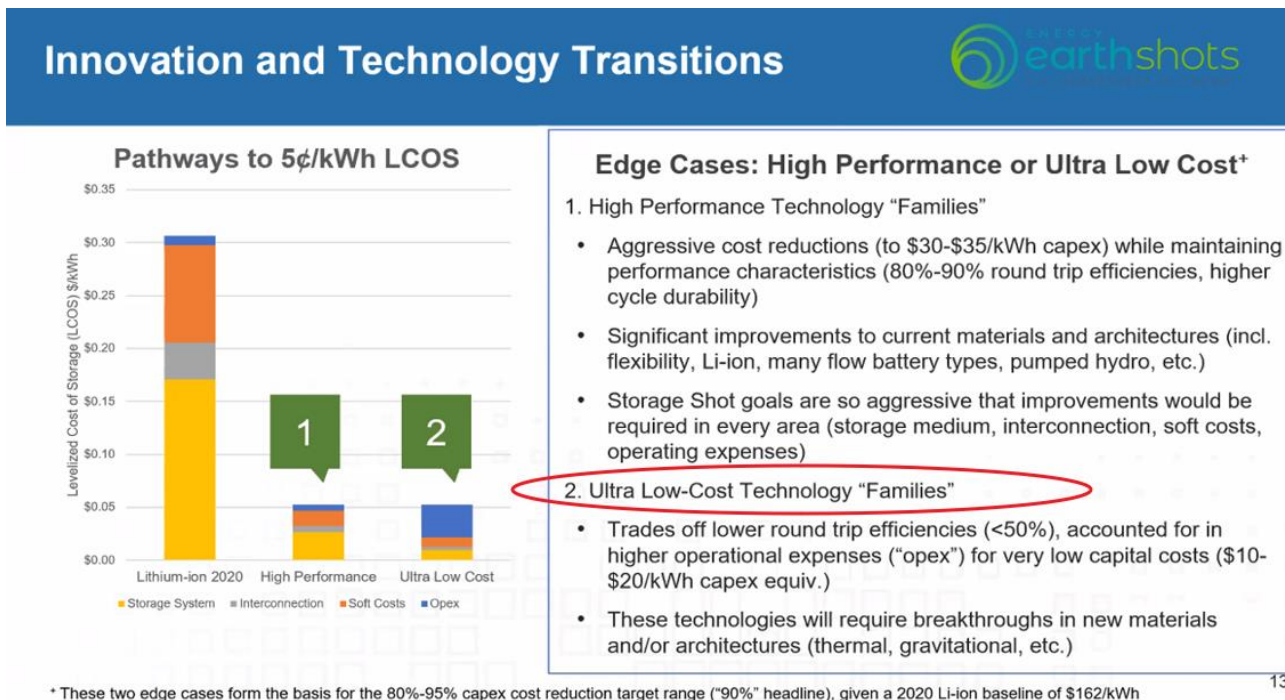 Innovation and Technology Transitions
ENERGY
earthshots
Pathways to 5¢/kWh LCOS
Levelized Cost of Storage (LCOS) $/kWh
$0.35
$0.30
$0.25
$0.20
$0.15
$0.10
$0.05
$0.00
1
2
Lithium-ion 2020
High Performance
Ultra Low Cost
Storage System
Interconnection
Soft Costs
Opex
Edge Cases: High Performance or Ultra Low Cost⁺
1. High Performance Technology “Families”
• Aggressive cost reductions (to $30-$35/kWh capex) while maintaining
performance characteristics (80%-90% round trip efficiencies, higher
cycle durability)
• Significant improvements to current materials and architectures (incl.
flexibility, Li-ion, many flow battery types, pumped hydro, etc.)
• Storage Shot goals are so aggressive that improvements would be
required in every area (storage medium, interconnection, soft costs,
operating expenses)
2. Ultra Low-Cost Technology “Families”
• Trades off lower round trip efficiencies (<50%), accounted for in
higher operational expenses (“opex”) for very low capital costs ($10-
$20/kWh capex equiv.)
• These technologies will require breakthroughs in new materials
and/or architectures (thermal, gravitational, etc.)
13
⁺ These two edge cases form the basis for the 80%-95% capex cost reduction target range (“90%” headline), given a 2020 Li-ion baseline of $162/kWh